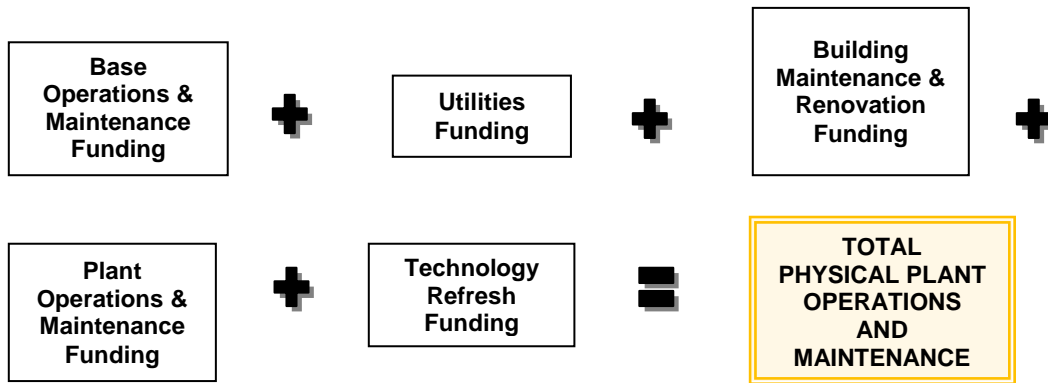 Base
Operations &
Maintenance
Funding
Utilities
Funding
Building
Maintenance &
Renovation
Funding
Plant
Operations &
Maintenance
Funding
Technology
Refresh
Funding
TOTAL
PHYSICAL PLANT
OPERATIONS
AND
MAINTENANCE